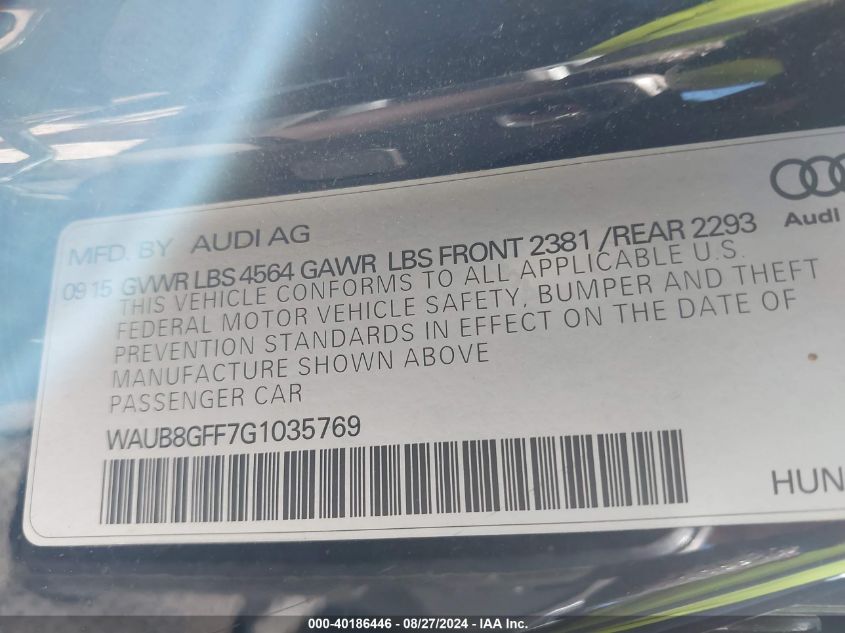 MFD. BY AUDI AG
Audi
09 15 GVWR LBS 4564 GAWR LBS FRONT 2381 /REAR 2293
THIS VEHICLE CONFORMS TO ALL APPLICABLE U.S.
FEDERAL MOTOR VEHICLE SAFETY, BUMPER AND THEFT
PREVENTION STANDARDS IN EFFECT ON THE DATE OF
MANUFACTURE SHOWN ABOVE
PASSENGER CAR
WAUB8GFF7G1035769
HUN
000-40186446 - 08/27/2024 - IAA Inc.